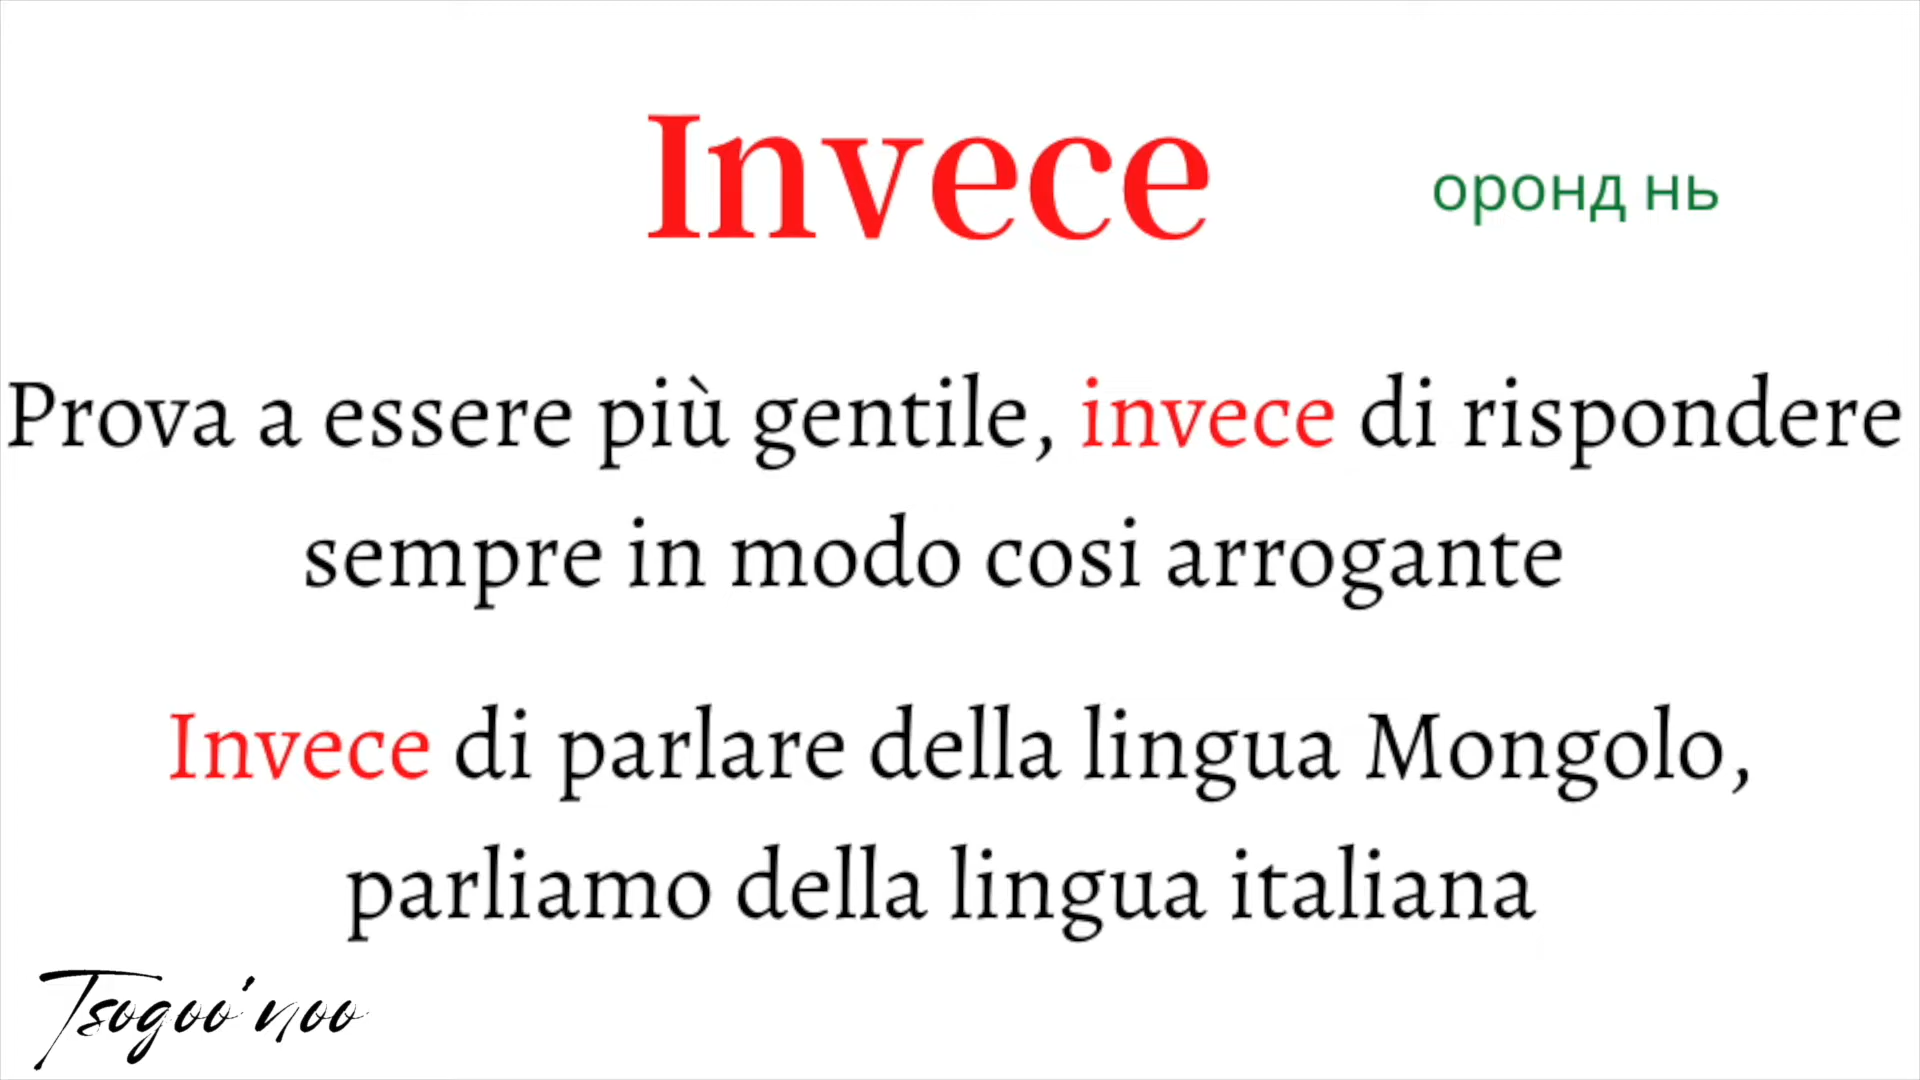 Invece
оронд нь
Prova a essere più gentile, invece di rispondere
sempre in modo cosi arrogante
Invece di parlare della lingua Mongolo,
parliamo della lingua italiana
Tsogoo'noo